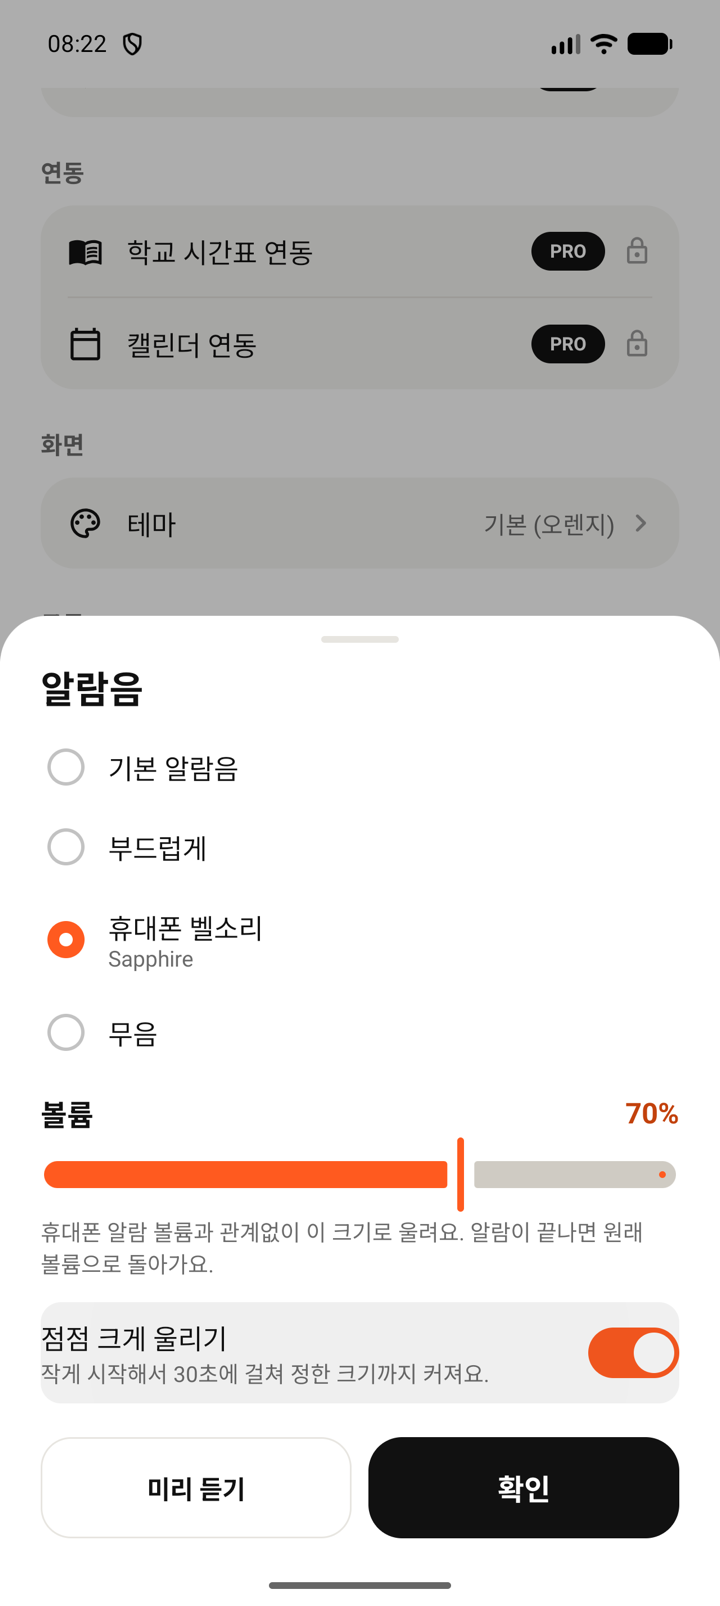 08:22
연동
학교 시간표 연동 PRO
캘린더 연동 PRO
화면
테마 기본 (오렌지)
알람음
기본 알람음
부드럽게
휴대폰 벨소리
Sapphire
무음
볼륨 70%
휴대폰 알람 볼륨과 관계없이 이 크기로 울려요. 알람이 끝나면 원래
볼륨으로 돌아가요.
점점 크게 울리기
작게 시작해서 30초에 걸쳐 정한 크기까지 커져요.
미리 듣기 확인